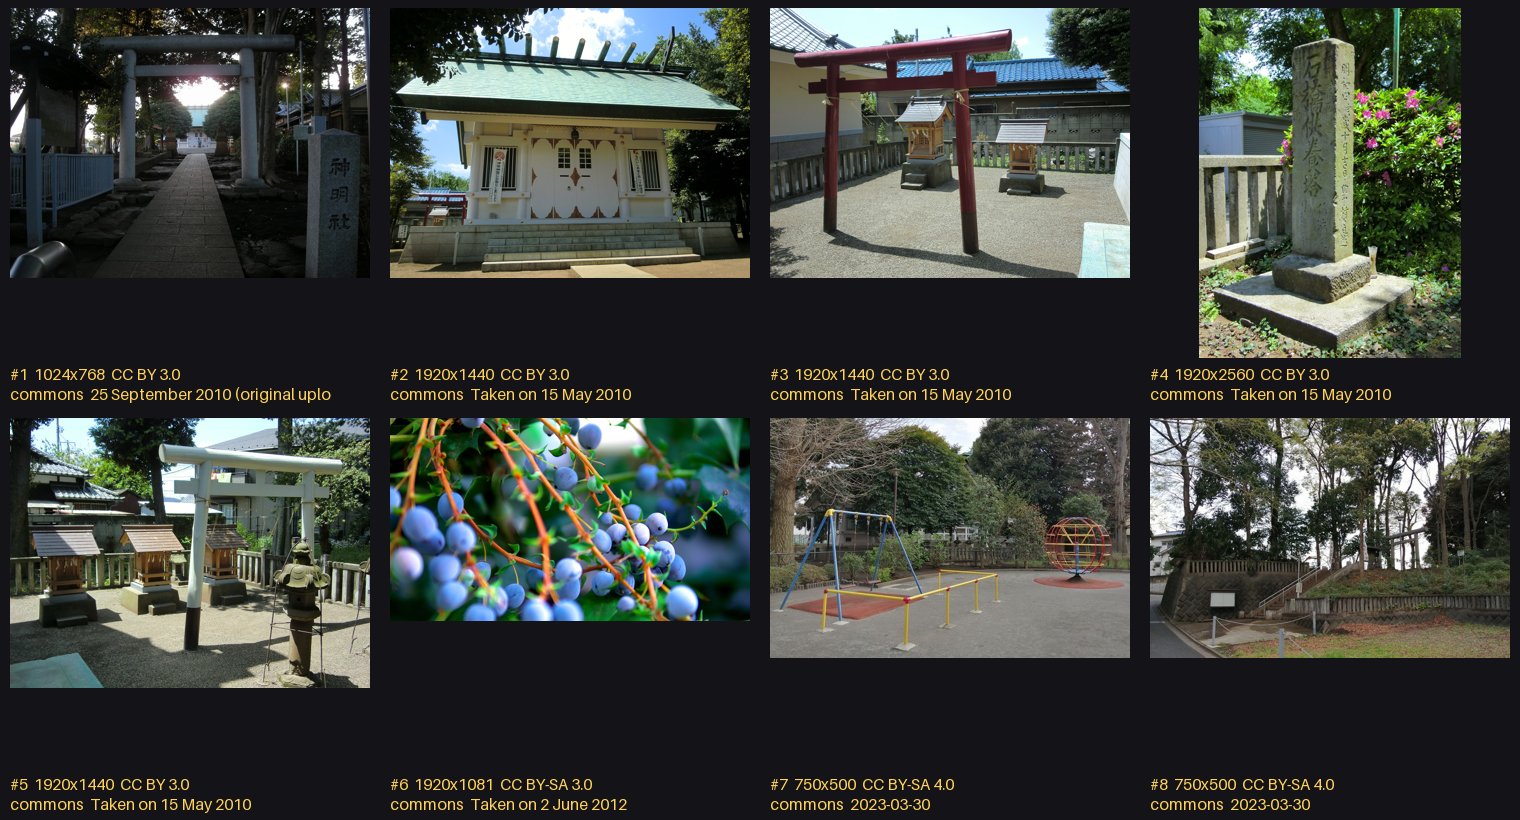 神明社
#1 1024x768 CC BY 3.0
commons 25 September 2010 (original uplo
#2 1920x1440 CC BY 3.0
commons Taken on 15 May 2010
#3 1920x1440 CC BY 3.0
commons Taken on 15 May 2010
石橋供養塔
#4 1920x2560 CC BY 3.0
commons Taken on 15 May 2010
#5 1920x1440 CC BY 3.0
commons Taken on 15 May 2010
#6 1920x1081 CC BY-SA 3.0
commons Taken on 2 June 2012
#7 750x500 CC BY-SA 4.0
commons 2023-03-30
#8 750x500 CC BY-SA 4.0
commons 2023-03-30